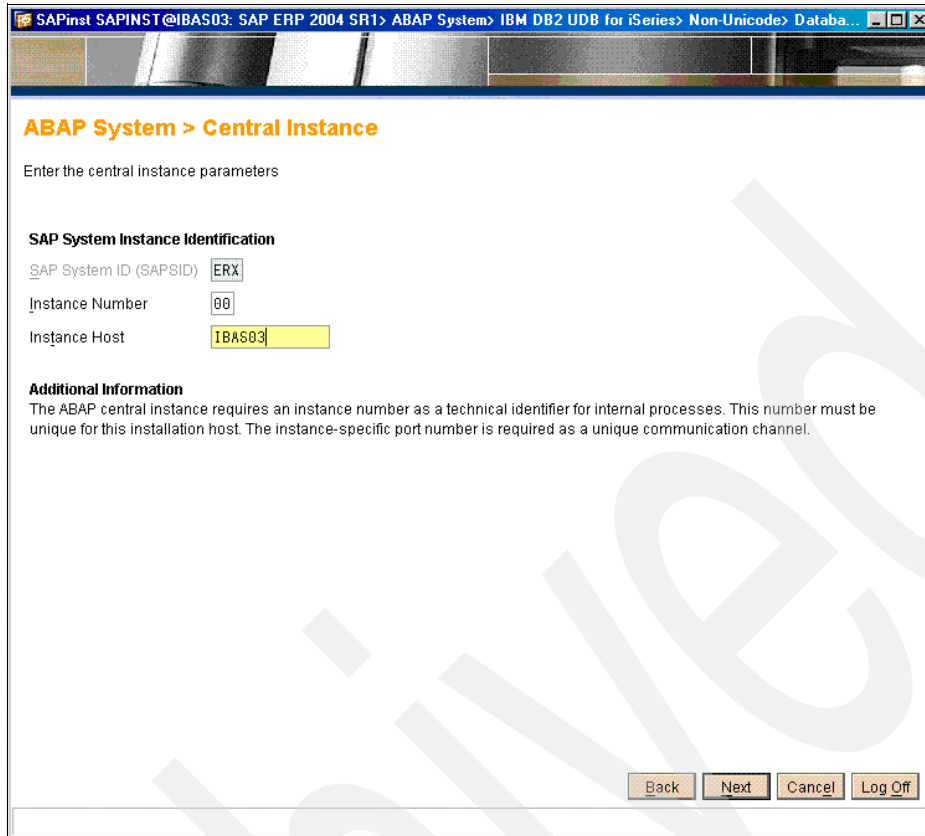 SAPinst SAPINST@IBAS03: SAP ERP 2004 SR1> ABAP System> IBM DB2 UDB for iSeries> Non-Unicode> Databa...
ABAP System > Central Instance
Enter the central instance parameters
SAP System Instance Identification
SAP System ID (SAPSID) ERX
Instance Number 00
Instance Host IBAS03
Additional Information
The ABAP central instance requires an instance number as a technical identifier for internal processes. This number must be
unique for this installation host. The instance-specific port number is required as a unique communication channel.
Back Next Cancel Log Off